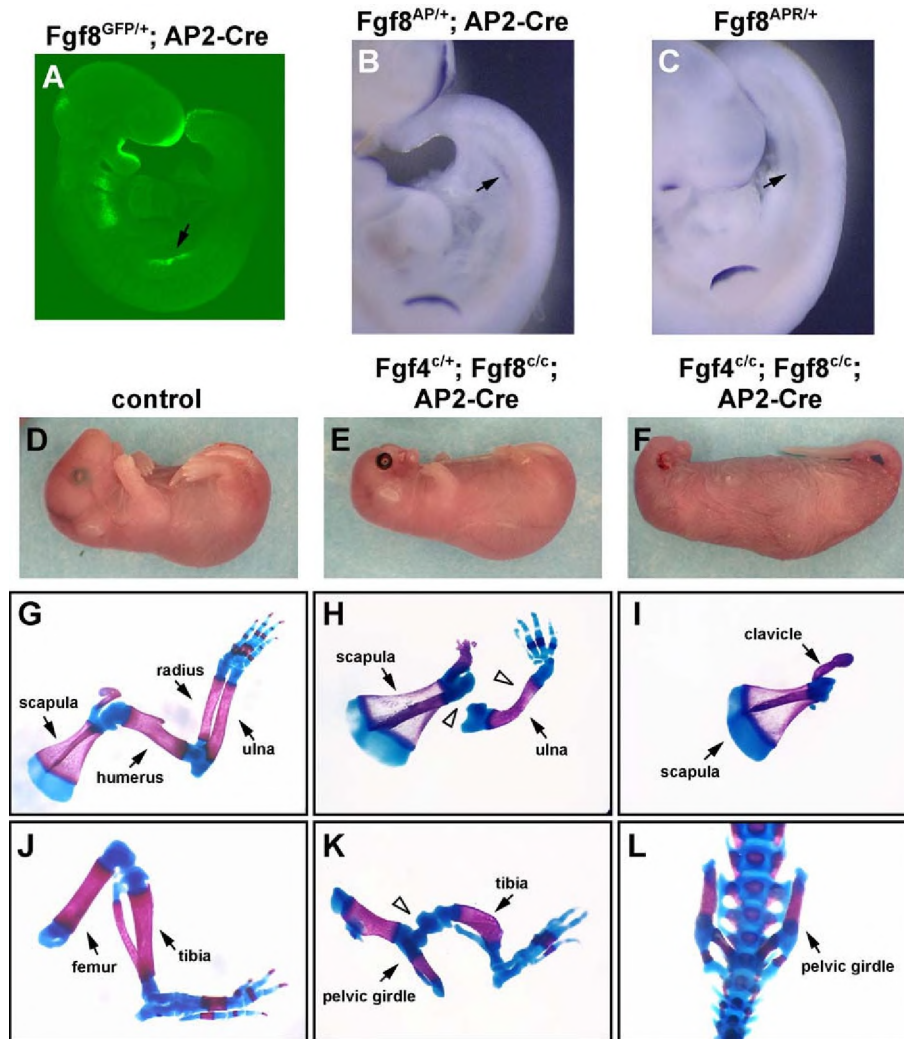 Fgf8GFP/+; AP2-Cre
Fgf8AP/+; AP2-Cre
Fgf8APR/+
A
B
C
control
Fgf4c/+; Fgf8c/c;
AP2-Cre
Fgf4c/c; Fgf8c/c;
AP2-Cre
D
E
F
G
scapula
radius
humerus
ulna
H
scapula
ulna
I
clavicle
scapula
J
femur
tibia
K
tibia
pelvic girdle
L
pelvic girdle